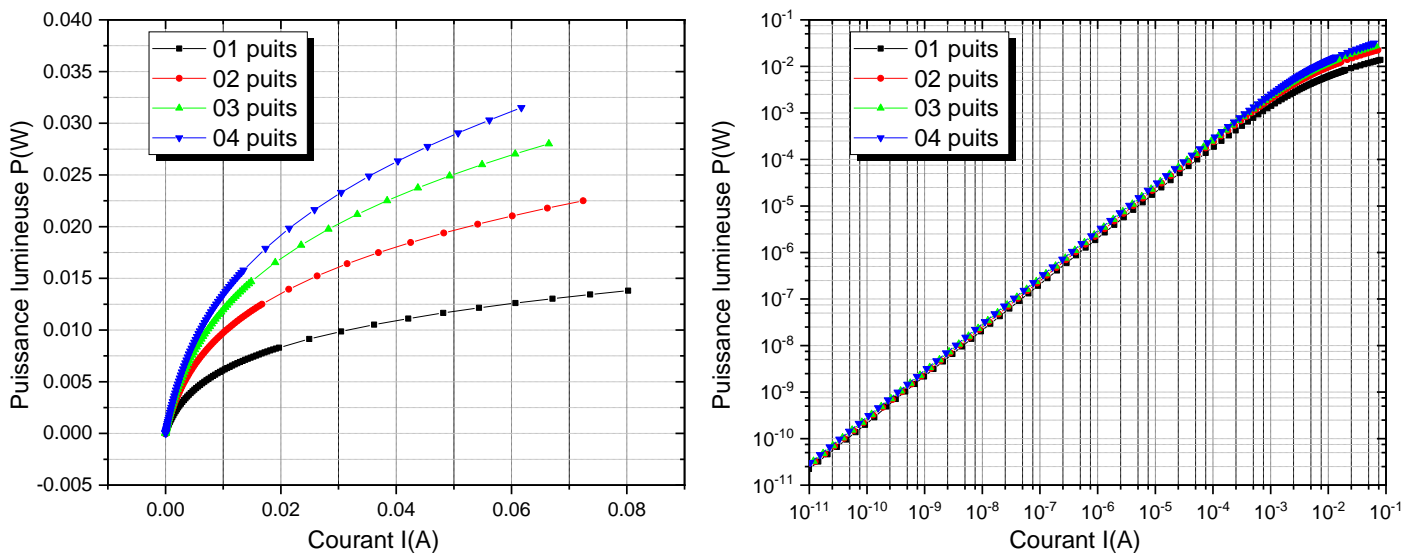 0.040
0.035
0.030
0.025
0.020
0.015
0.010
0.005
0.000
-0.005
Puissance lumineuse P(W)
01 puits
02 puits
03 puits
04 puits
0.00 0.02 0.04 0.06 0.08
Courant I(A)
10⁻¹
10⁻²
10⁻³
10⁻⁴
10⁻⁵
10⁻⁶
10⁻⁷
10⁻⁸
10⁻⁹
10⁻¹⁰
10⁻¹¹
Puissance lumineuse P(W)
01 puits
02 puits
03 puits
04 puits
10⁻¹¹ 10⁻¹⁰ 10⁻⁹ 10⁻⁸ 10⁻⁷ 10⁻⁶ 10⁻⁵ 10⁻⁴ 10⁻³ 10⁻² 10⁻¹
Courant I(A)